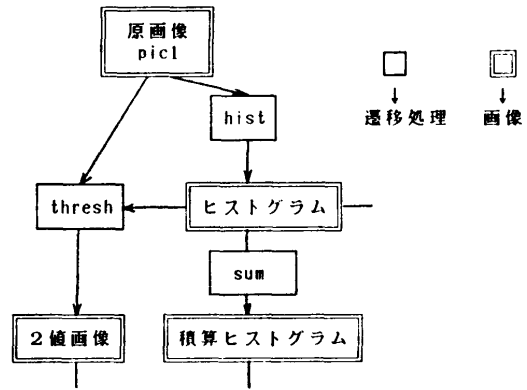 原画像
pic1
hist
遷移処理
画像
thresh
ヒストグラム
sum
2値画像
積算ヒストグラム